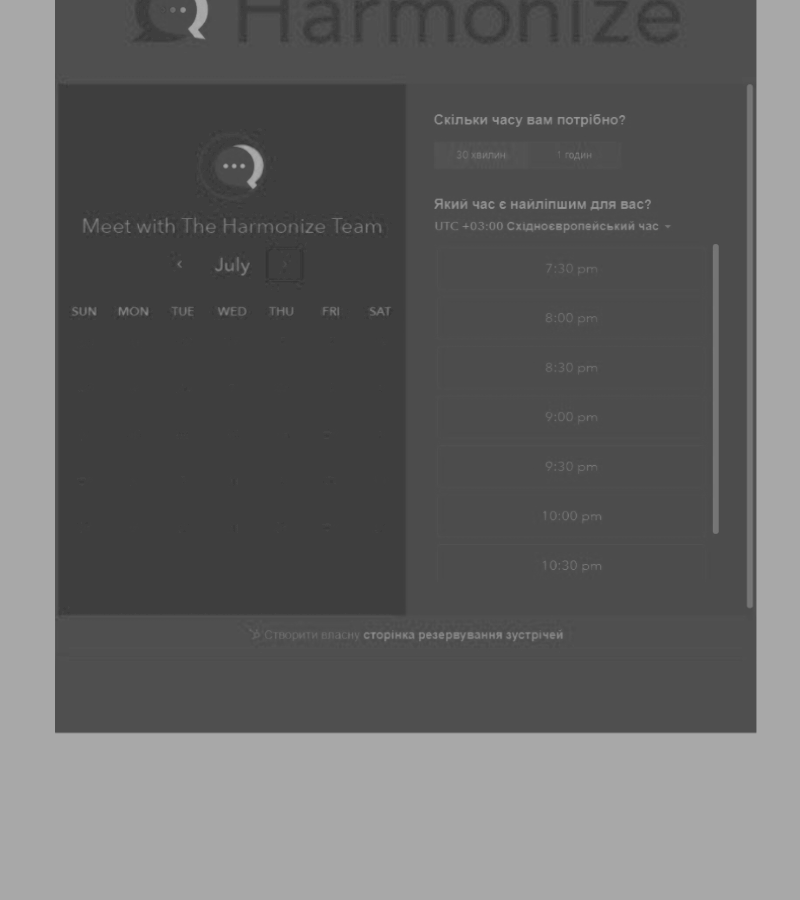 Harmonize
Meet with The Harmonize Team
July
SUN MON TUE WED THU FRI SAT
Скільки часу вам потрібно?
30 хвилин 1 годин
Який час є найліпшим для вас?
UTC +03:00 Східноєвропейський час
7:30 pm
8:00 pm
8:30 pm
9:00 pm
9:30 pm
10:00 pm
10:30 pm
Створити власну сторінка резервування зустрічей